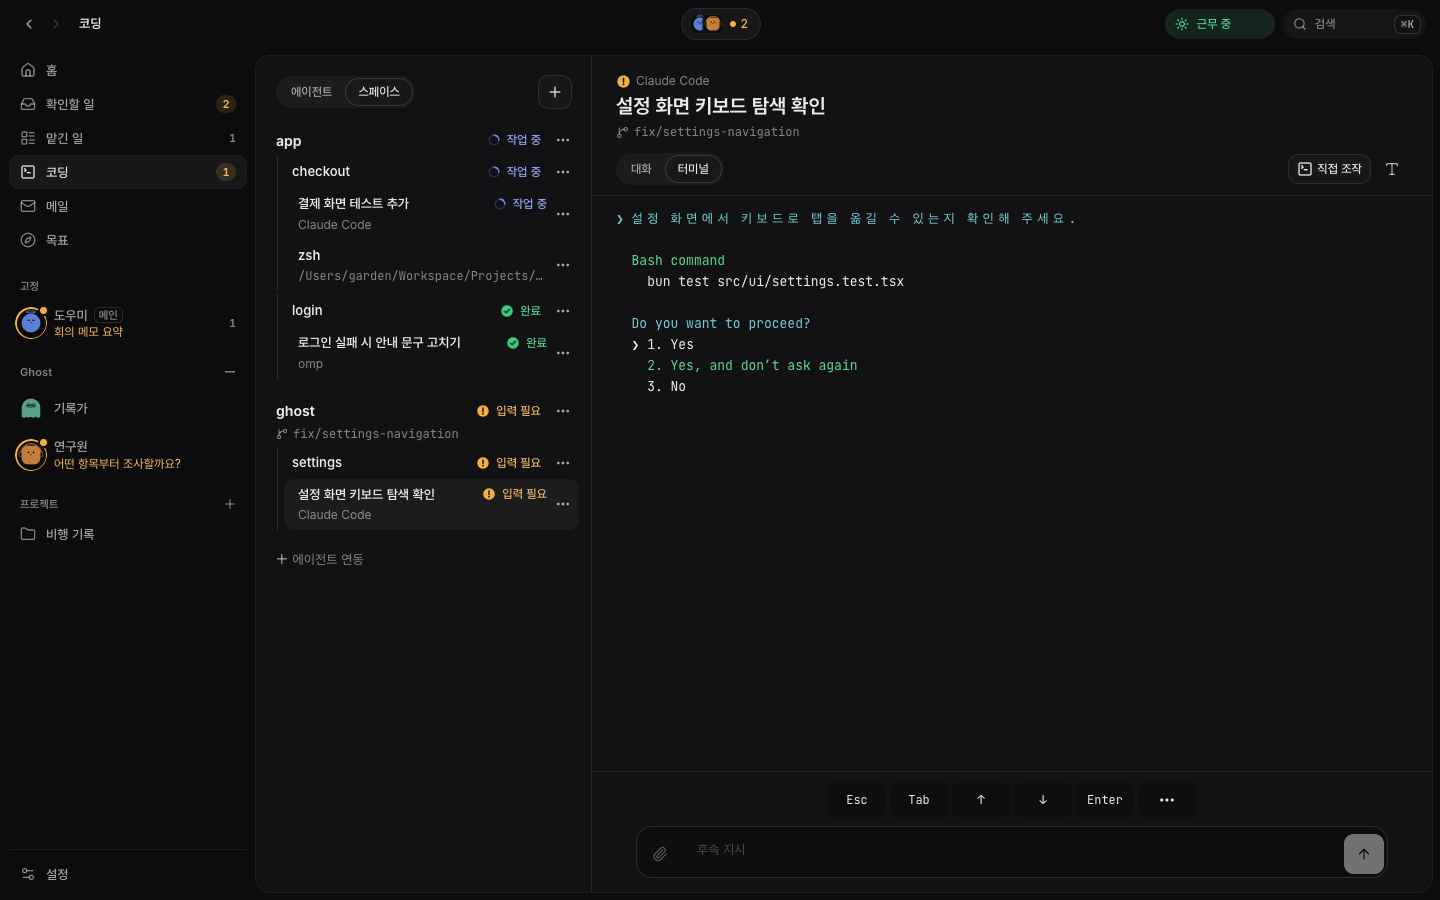 코딩
2
근무 중
검색
⌘K
홈
확인할 일 2
맡긴 일 1
코딩 1
메일
목표
고정
도우미 메인
회의 메모 요약
1
Ghost
기록가
연구원
어떤 항목부터 조사할까요?
프로젝트
비행 기록
설정
에이전트 스페이스
app 작업 중
checkout 작업 중
결제 화면 테스트 추가 작업 중
Claude Code
zsh
/Users/garden/Workspace/Projects/…
login 완료
로그인 실패 시 안내 문구 고치기 완료
omp
ghost 입력 필요
fix/settings-navigation
settings 입력 필요
설정 화면 키보드 탐색 확인 입력 필요
Claude Code
에이전트 연동
Claude Code
설정 화면 키보드 탐색 확인
fix/settings-navigation
대화 터미널
직접 조작
❯ 설정 화면에서 키보드로 탭을 옮길 수 있는지 확인해 주세요.
Bash command
bun test src/ui/settings.test.tsx
Do you want to proceed?
❯ 1. Yes
2. Yes, and don’t ask again
3. No
Esc Tab ↑ ↓ Enter •••
후속 지시